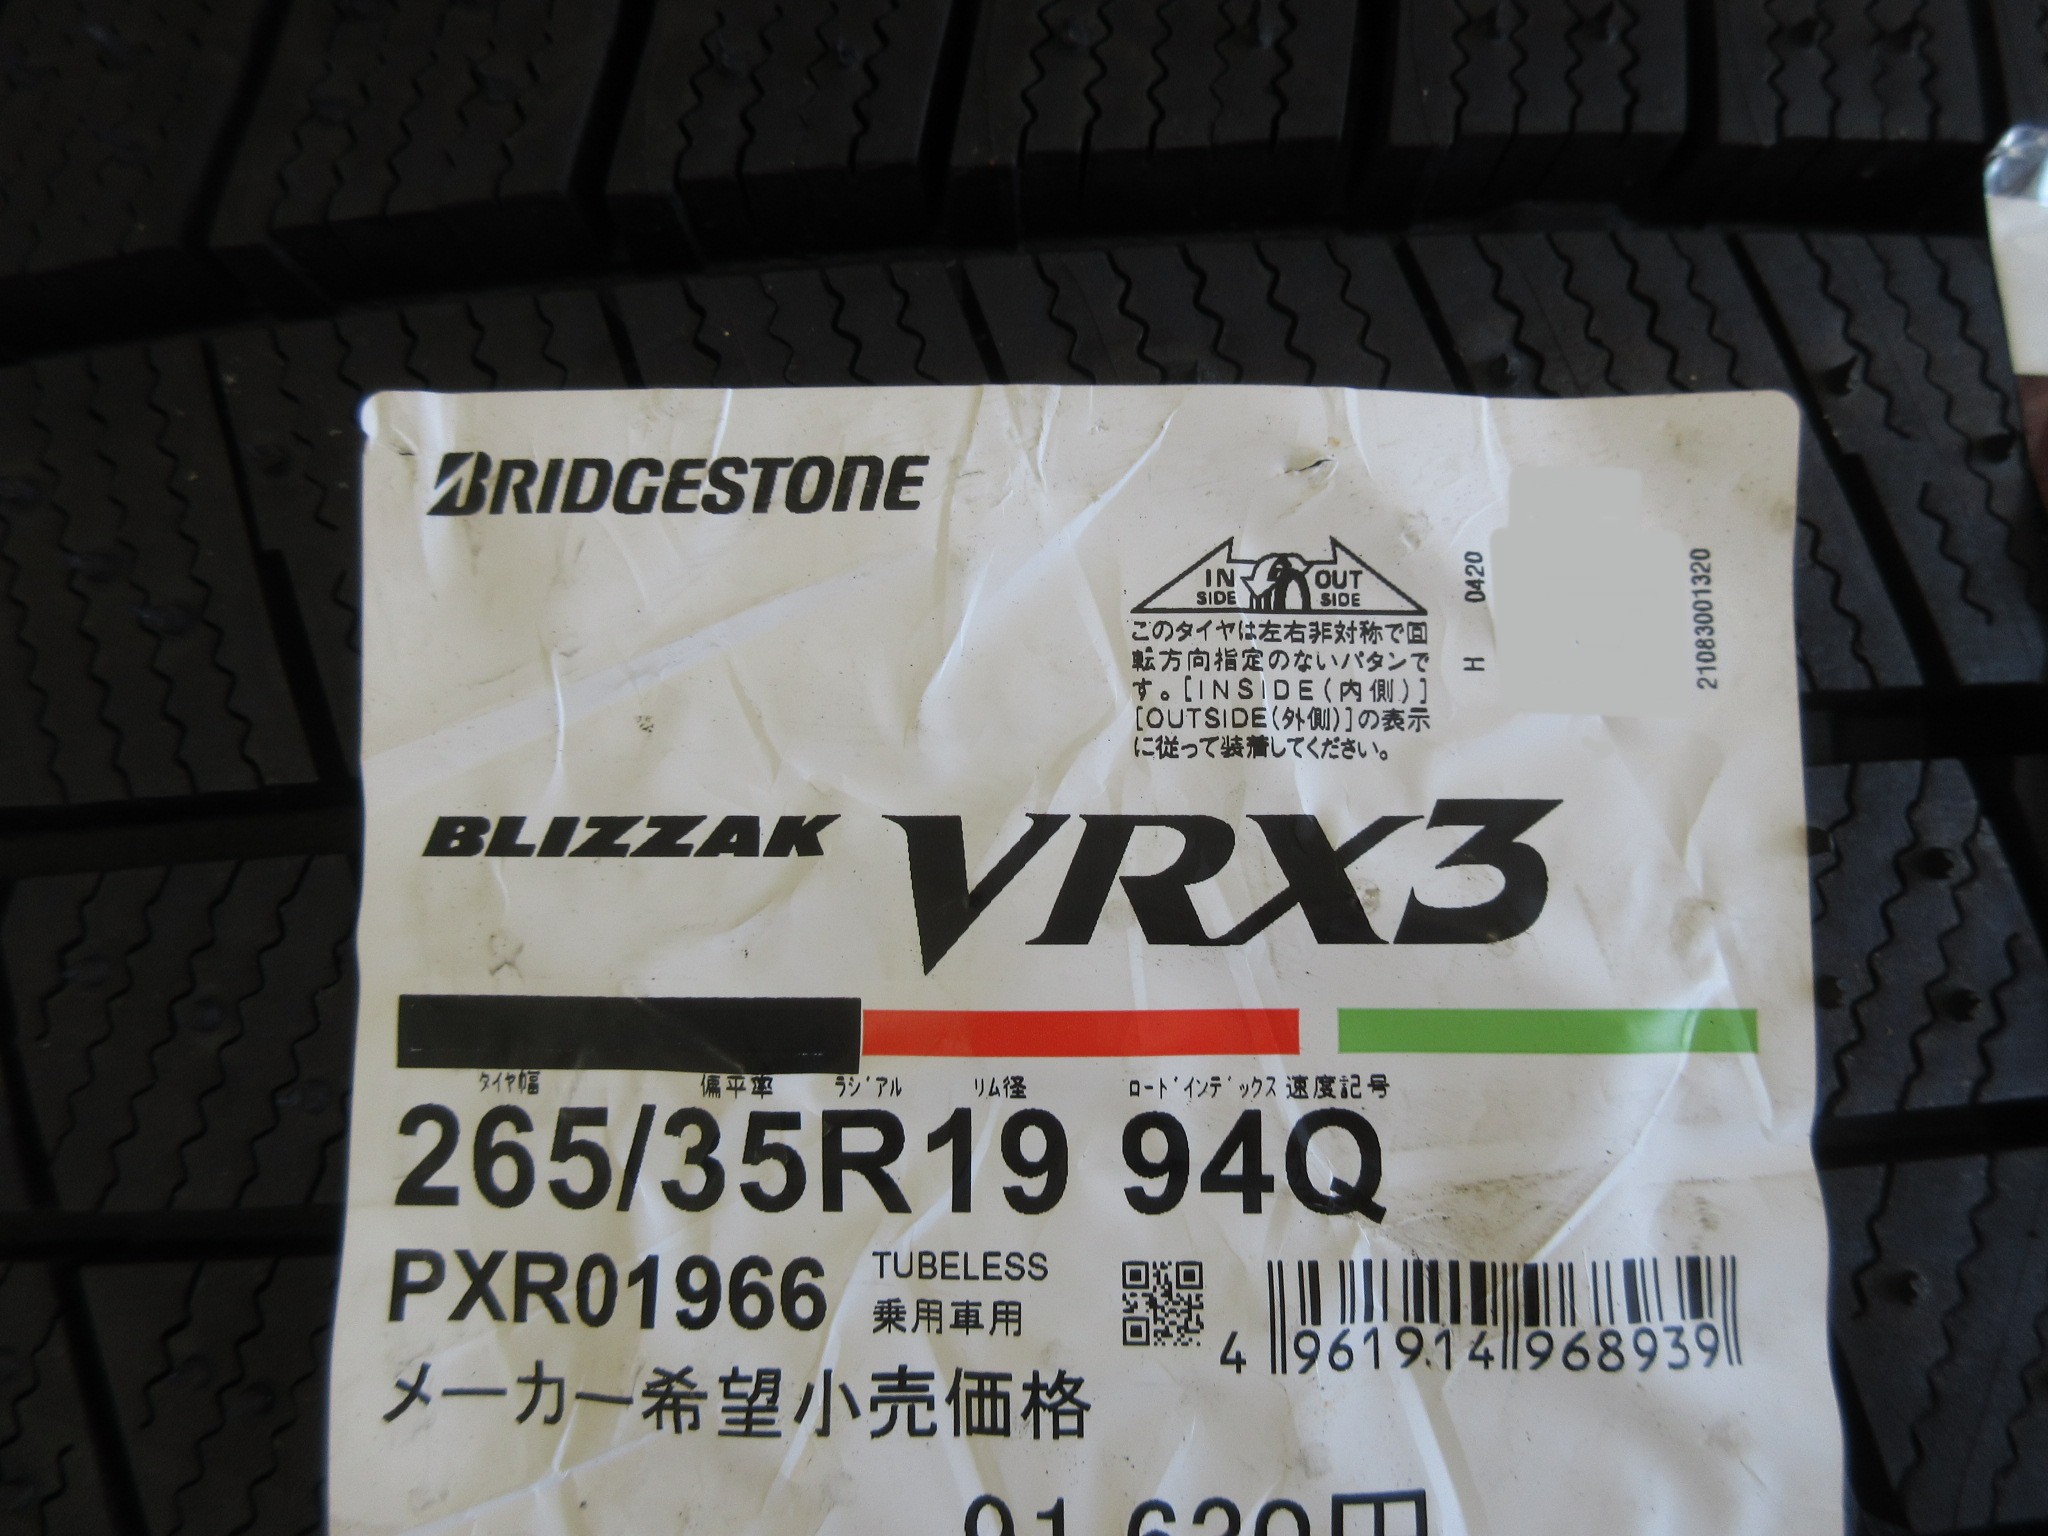 BRIDGESTONE
IN SIDE OUT SIDE
このタイヤは左右非対称で回
転方向指定のないパタンで
す。[INSIDE(内側)]
[OUTSIDE(外側)]の表示
に従って装着してください。
H 0420
21083001320
BLIZZAK VRX3
タイヤ幅 偏平率 ラジアル リム径 ロードインデックス 速度記号
265/35R19 94Q
PXR01966
TUBELESS
乗用車用
4 961914 968939
メーカー希望小売価格